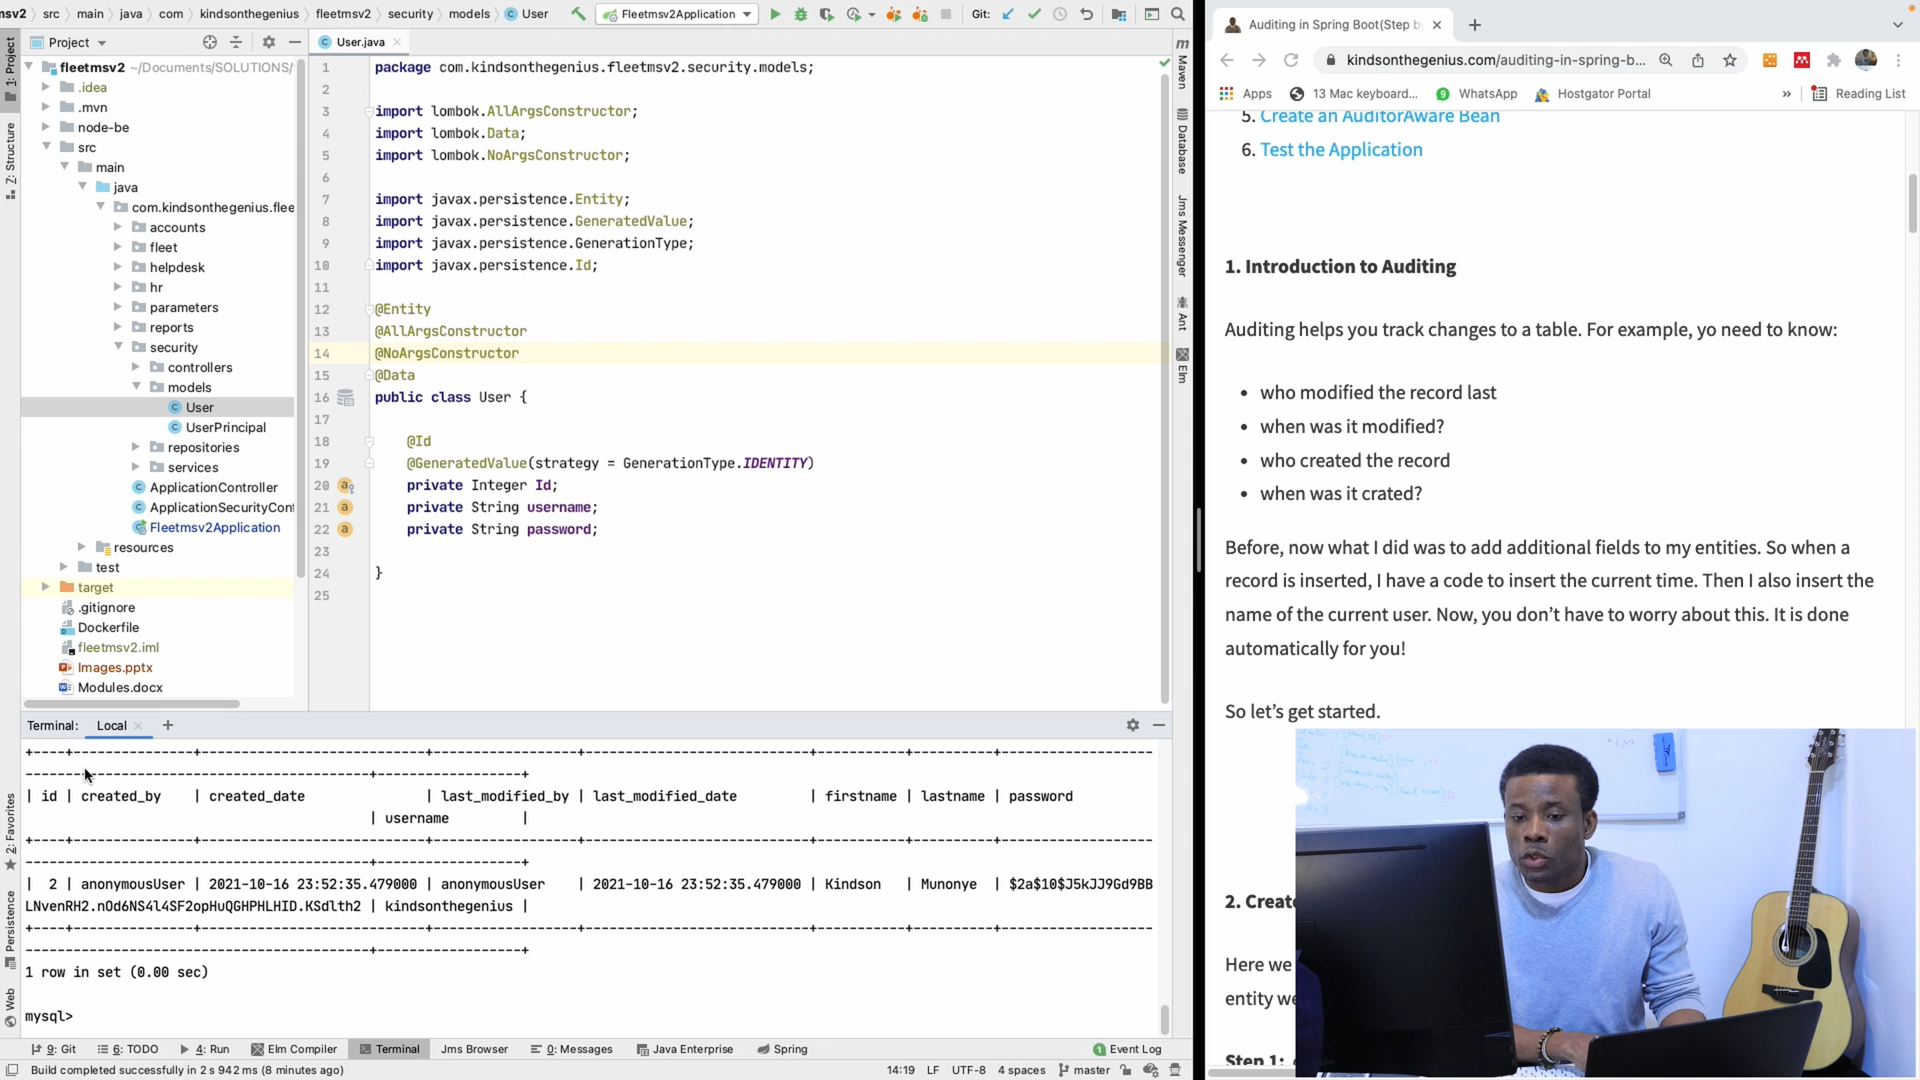 msv2 src main java com kindsonthegenius fleetmsv2 security models User Fleetmsv2Application Git:
Project
fleetmsv2 ~/Documents/SOLUTIONS/
.idea
.mvn
node-be
src
main
java
com.kindsonthegenius.flee
accounts
fleet
helpdesk
hr
parameters
reports
security
controllers
models
User
UserPrincipal
repositories
services
ApplicationController
ApplicationSecurityConf
Fleetmsv2Application
resources
test
target
.gitignore
Dockerfile
fleetmsv2.iml
Images.pptx
Modules.docx
1: Project
Z: Structure
2: Favorites
Persistence
Web
User.java
1 package com.kindsonthegenius.fleetmsv2.security.models;
2
3 import lombok.AllArgsConstructor;
4 import lombok.Data;
5 import lombok.NoArgsConstructor;
6
7 import javax.persistence.Entity;
8 import javax.persistence.GeneratedValue;
9 import javax.persistence.GenerationType;
10 import javax.persistence.Id;
11
12 @Entity
13 @AllArgsConstructor
14 @NoArgsConstructor
15 @Data
16 public class User {
17
18 @Id
19 @GeneratedValue(strategy = GenerationType.IDENTITY)
20 private Integer Id;
21 private String username;
22 private String password;
23
24 }
25
Maven
Database
Jms Messenger
Ant
Elm
Terminal: Local
+----+---------------+------------------------+
| id | created_by | created_date | last_modified_by | last_modified_date | firstname | lastname | password
| username |
| 2 | anonymousUser | 2021-10-16 23:52:35.479000 | anonymousUser | 2021-10-16 23:52:35.479000 | Kindson | Munonye | $2a$10$J5kJJ9Gd9BB
LNvenRH2.nOd6NS4l4SF2opHuQGHPHLHID.KSdlth2 | kindsonthegenius |
1 row in set (0.00 sec)
mysql>
9: Git 6: TODO 4: Run Elm Compiler Terminal Jms Browser 0: Messages Java Enterprise Spring 1 Event Log
Build completed successfully in 2 s 942 ms (8 minutes ago) 14:19 LF UTF-8 4 spaces master
Auditing in Spring Boot(Step b
kindsonthegenius.com/auditing-in-spring-b...
Apps 13 Mac keyboard... WhatsApp Hostgator Portal » Reading List
5. Create an AuditorAware Bean
6. Test the Application
1. Introduction to Auditing
Auditing helps you track changes to a table. For example, yo need to know:
• who modified the record last
• when was it modified?
• who created the record
• when was it crated?
Before, now what I did was to add additional fields to my entities. So when a
record is inserted, I have a code to insert the current time. Then I also insert the
name of the current user. Now, you don’t have to worry about this. It is done
automatically for you!
So let’s get started.
2. Create
Here we
entity we
Step 1: